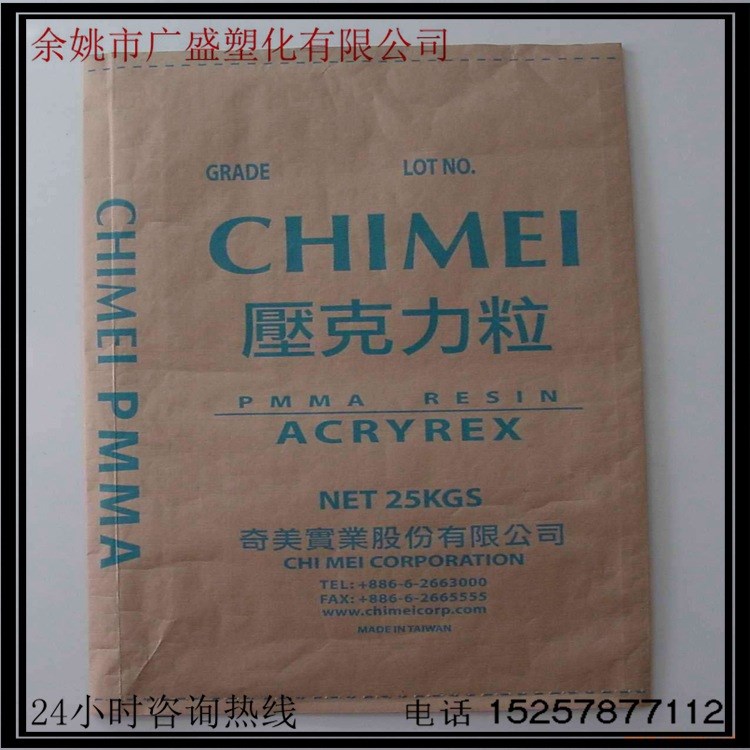 余姚市广盛塑化有限公司
GRADE LOT NO.
CHIMEI
壓克力粒
PMMA RESIN
ACRYREX
NET 25KGS
奇美實業股份有限公司
CHI MEI CORPORATION
TEL: +886-6-2663000
FAX: +886-6-2665555
www.chimeicorp.com
MADE IN TAIWAN
CHIMEI PMMA
24小时咨询热线 电话 15257877112